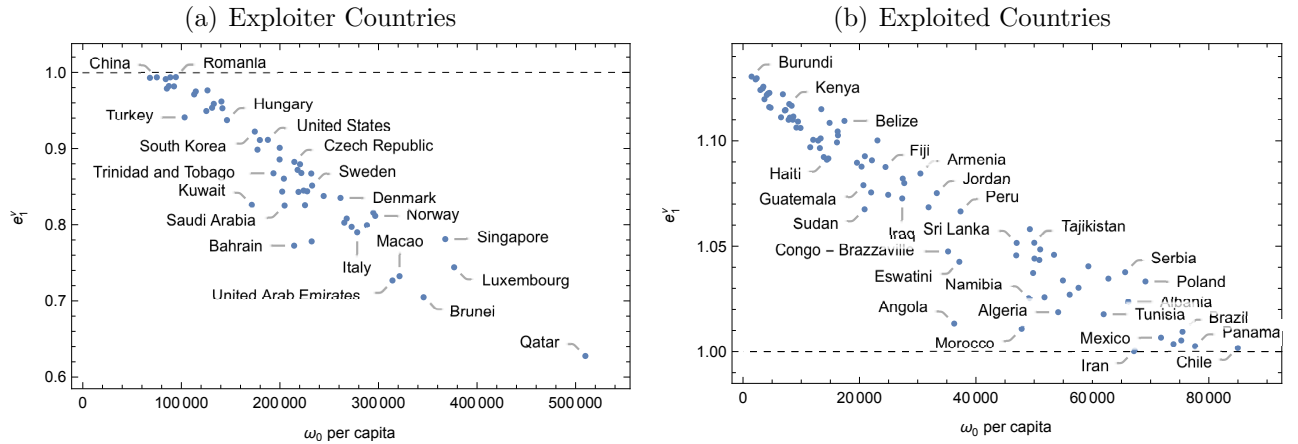 (a) Exploiter Countries
China
Romania
Turkey
Hungary
United States
South Korea
Czech Republic
Trinidad and Tobago
Sweden
Kuwait
Denmark
Saudi Arabia
Norway
Bahrain
Macao
Singapore
Italy
Luxembourg
United Arab Emirates
Brunei
Qatar
1.0
0.9
0.8
0.7
0.6
e₁ᵛ
0
100 000
200 000
300 000
400 000
500 000
ω₀ per capita
(b) Exploited Countries
Burundi
Kenya
Belize
Haiti
Fiji
Armenia
Guatemala
Jordan
Sudan
Peru
Iraq
Sri Lanka
Tajikistan
Congo – Brazzaville
Serbia
Eswatini
Namibia
Poland
Angola
Algeria
Albania
Tunisia
Brazil
Morocco
Mexico
Panama
Iran
Chile
1.10
1.05
1.00
e₁ᵛ
0
20 000
40 000
60 000
80 000
ω₀ per capita